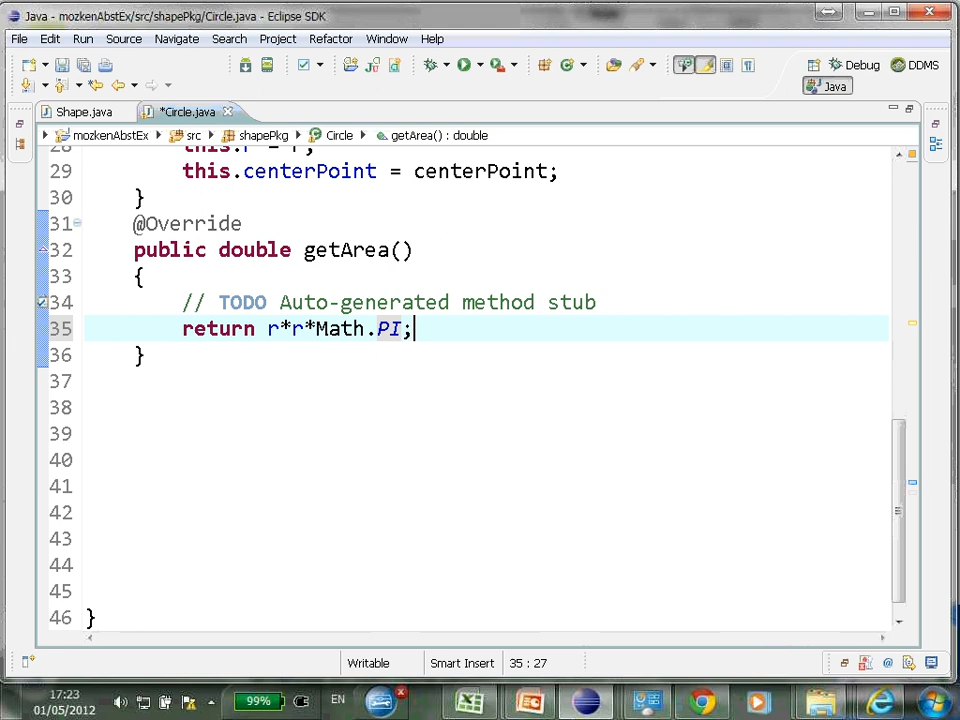 Java - mozkenAbstEx/src/shapePkg/Circle.java - Eclipse SDK
File Edit Run Source Navigate Search Project Refactor Window Help
Debug DDMS
Java
Shape.java *Circle.java
mozkenAbstEx src shapePkg Circle getArea() : double
28 this.r = r;
29 this.centerPoint = centerPoint;
30 }
31 @Override
32 public double getArea()
33 {
34 // TODO Auto-generated method stub
35 return r*r*Math.PI;
36 }
37
38
39
40
41
42
43
44
45
46 }
Writable Smart Insert 35 : 27
17:23
01/05/2012
99%
EN